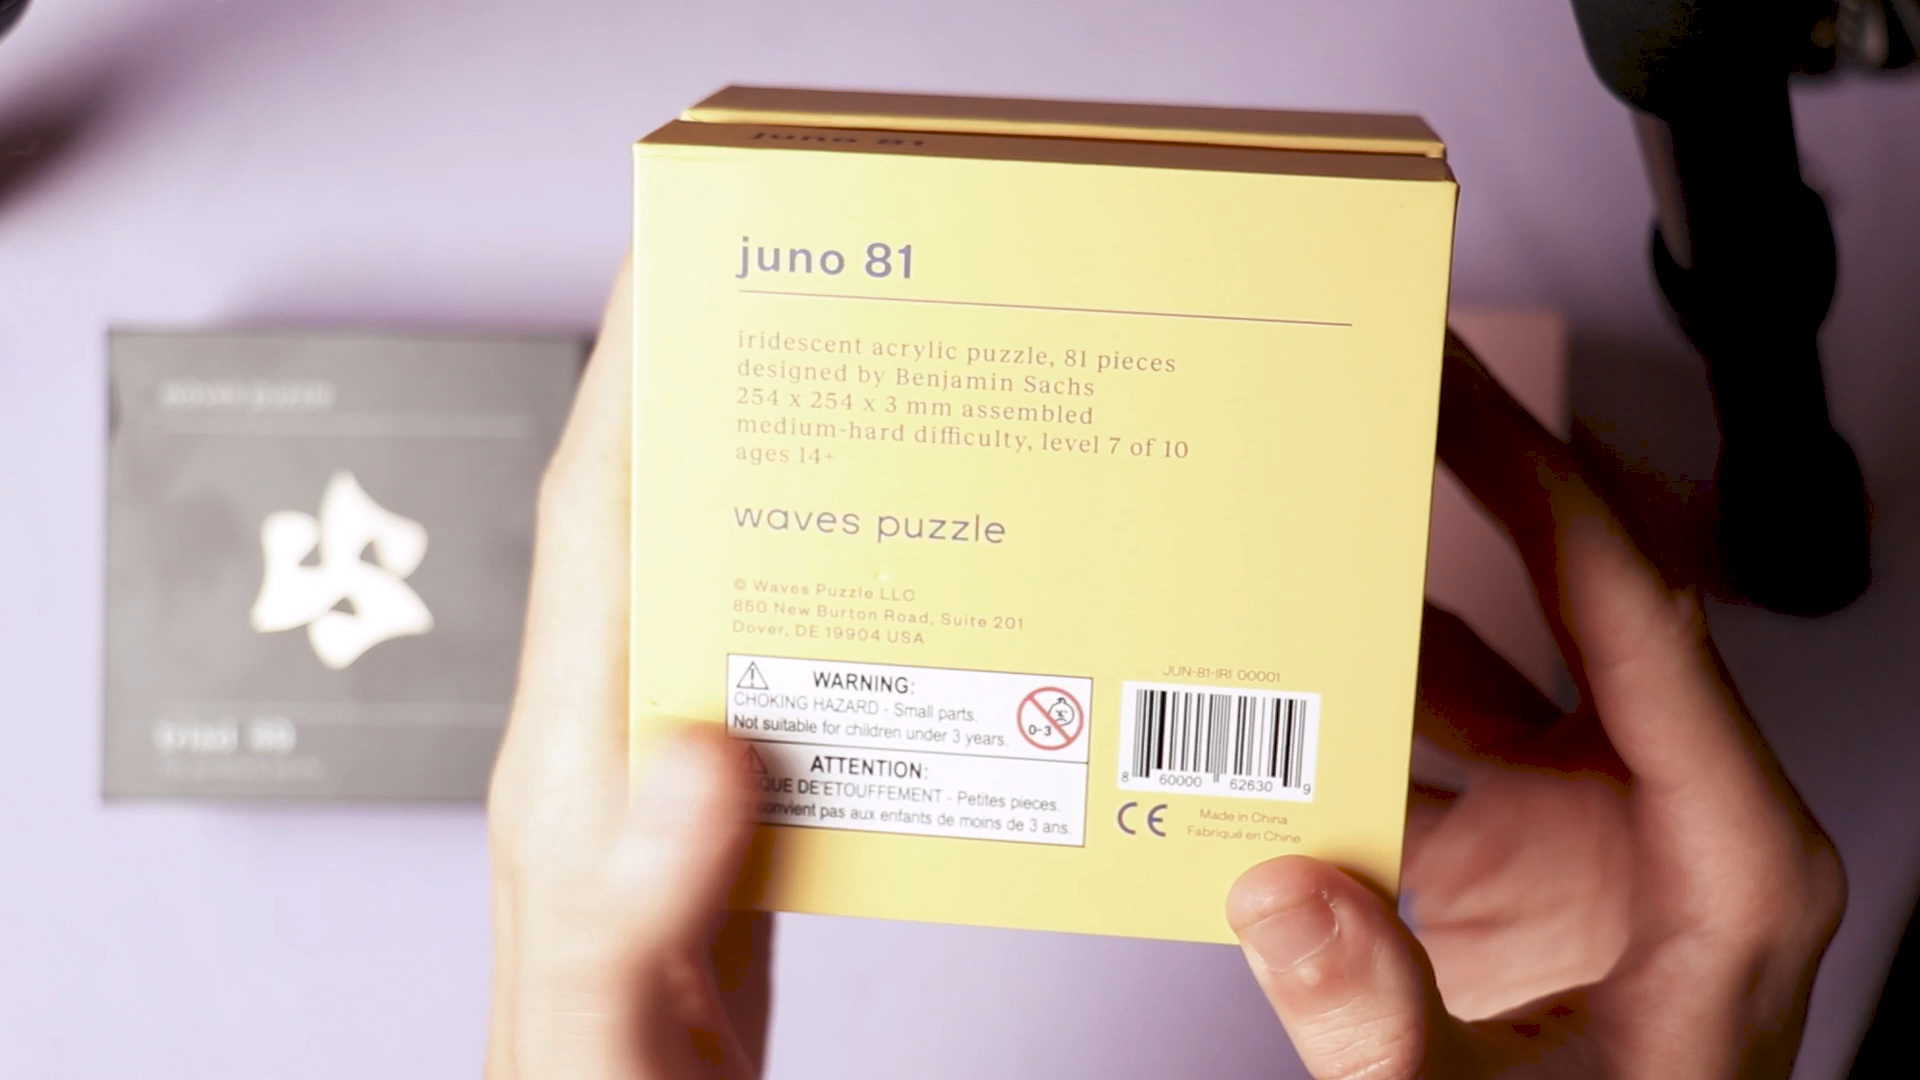 juno 81
juno 81
iridescent acrylic puzzle, 81 pieces
designed by Benjamin Sachs
254 x 254 x 3 mm assembled
medium-hard difficulty, level 7 of 10
ages 14+
waves puzzle
© Waves Puzzle LLC
850 New Burton Road, Suite 201
Dover, DE 19904 USA
WARNING:
CHOKING HAZARD - Small parts.
Not suitable for children under 3 years.
0-3
ATTENTION:
DE'ETOUFFEMENT - Petites pieces.
convient pas aux enfants de moins de 3 ans.
JUN-81-IRI 00001
8 60000 62630 9
CE
Made in China
Fabriqué en Chine
waves puzzle